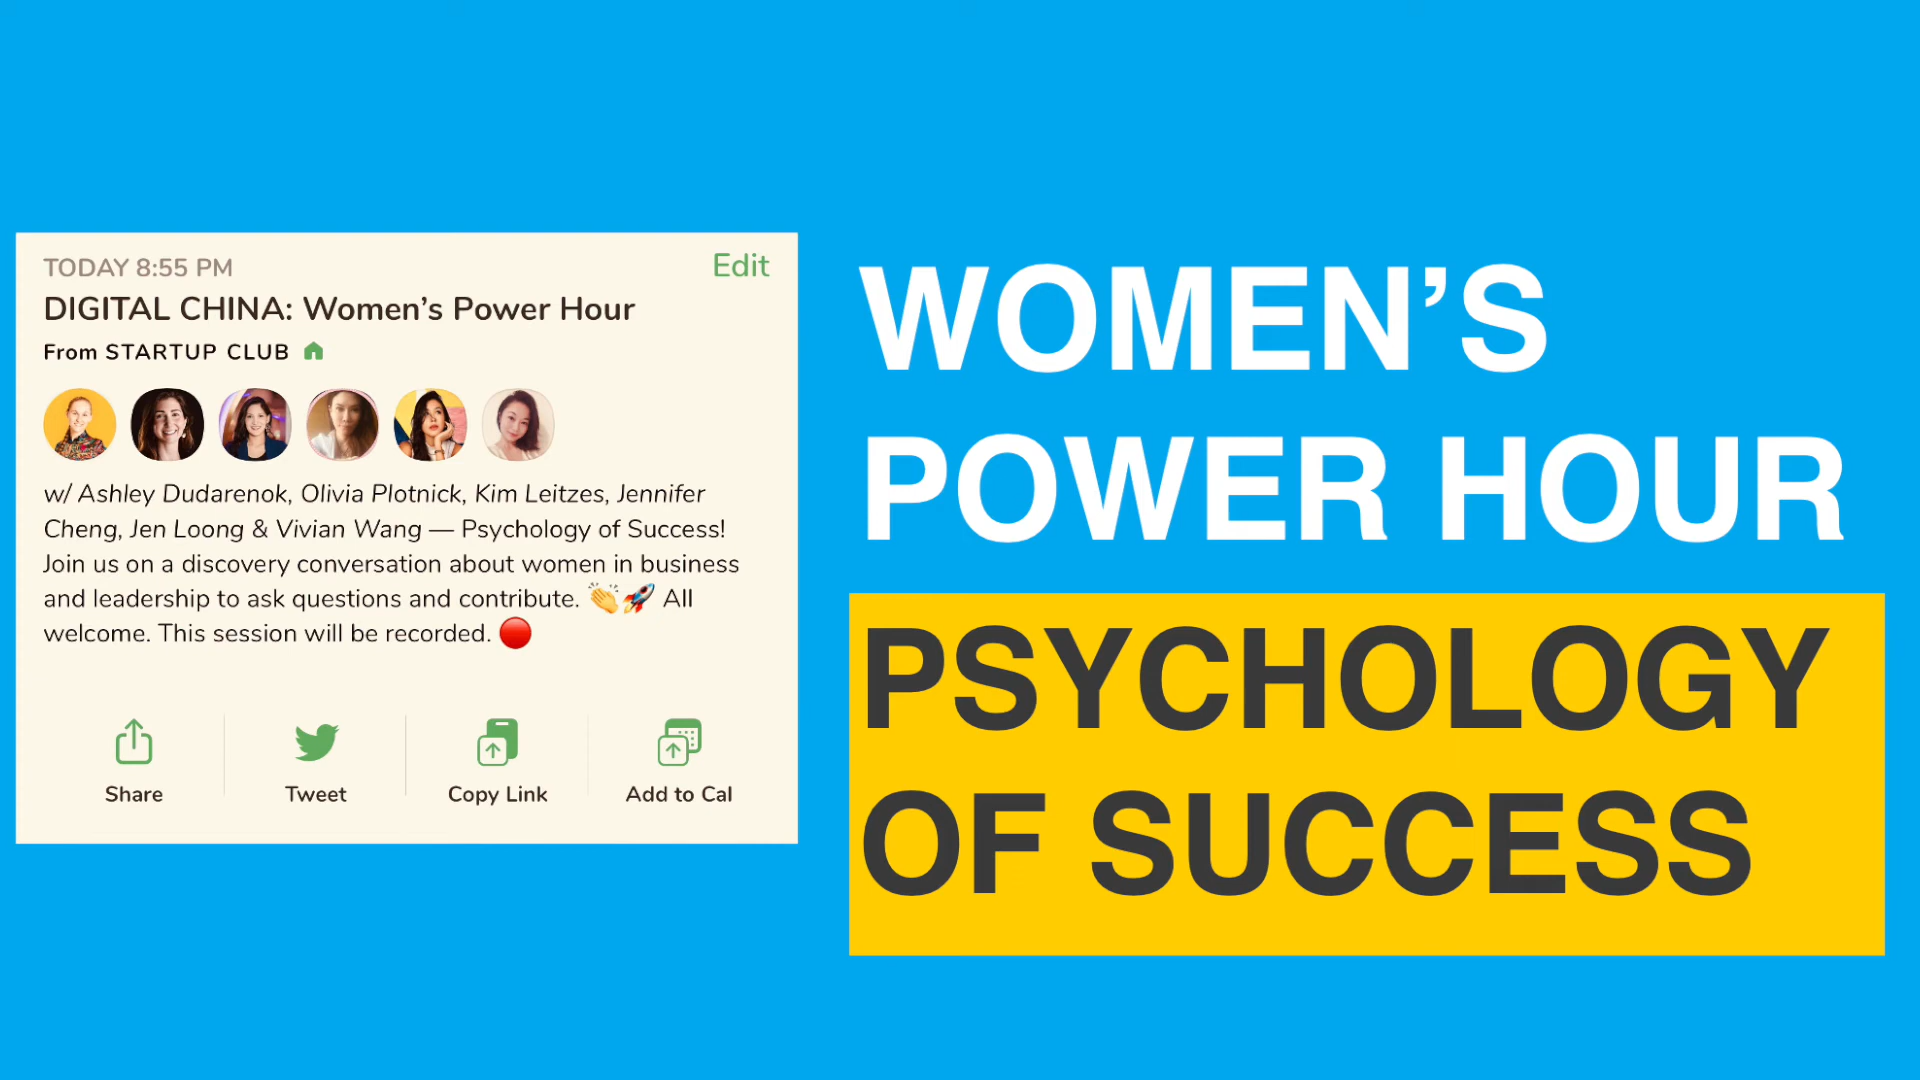 TODAY 8:55 PM
Edit
DIGITAL CHINA: Women’s Power Hour
From STARTUP CLUB
w/ Ashley Dudarenok, Olivia Plotnick, Kim Leitzes, Jennifer
Cheng, Jen Loong & Vivian Wang — Psychology of Success!
Join us on a discovery conversation about women in business
and leadership to ask questions and contribute. 👏🚀 All
welcome. This session will be recorded. 🔴
Share
Tweet
Copy Link
Add to Cal
WOMEN’S
POWER HOUR
PSYCHOLOGY
OF SUCCESS